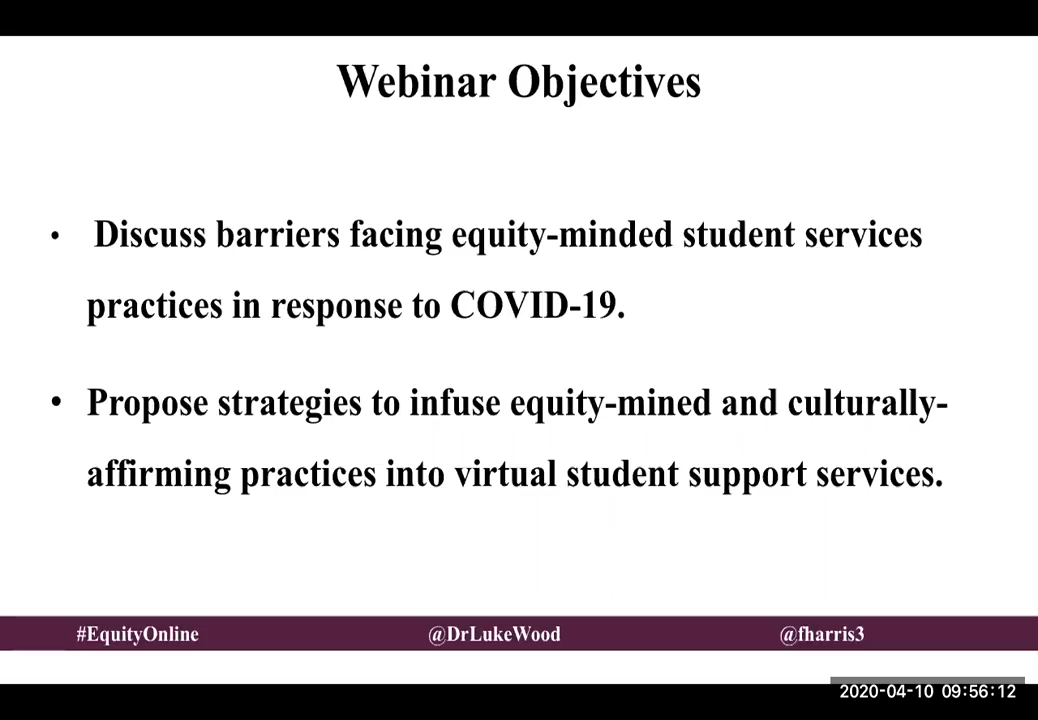 Webinar Objectives
• Discuss barriers facing equity-minded student services
practices in response to COVID-19.
• Propose strategies to infuse equity-mined and culturally-
affirming practices into virtual student support services.
#EquityOnline @DrLukeWood @fharris3
2020-04-10 09:56:12